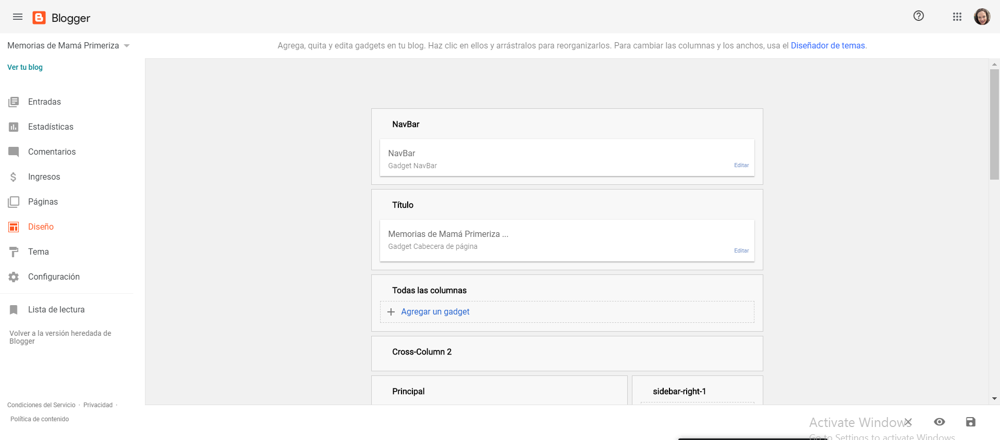 Blogger
Memorias de Mamá Primeriza
Agrega, quita y edita gadgets en tu blog. Haz clic en ellos y arrástralos para reorganizarlos. Para cambiar las columnas y los anchos, usa el Diseñador de temas.
Ver tu blog
Entradas
Estadísticas
Comentarios
Ingresos
Páginas
Diseño
Tema
Configuración
Lista de lectura
Volver a la versión heredada de
Blogger
Condiciones del Servicio · Privacidad ·
Política de contenido
NavBar
NavBar
Gadget NavBar
Editar
Título
Memorias de Mamá Primeriza ...
Gadget Cabecera de página
Editar
Todas las columnas
Agregar un gadget
Cross-Column 2
Principal
sidebar-right-1
Activate Windows
Go to Settings to activate Windows